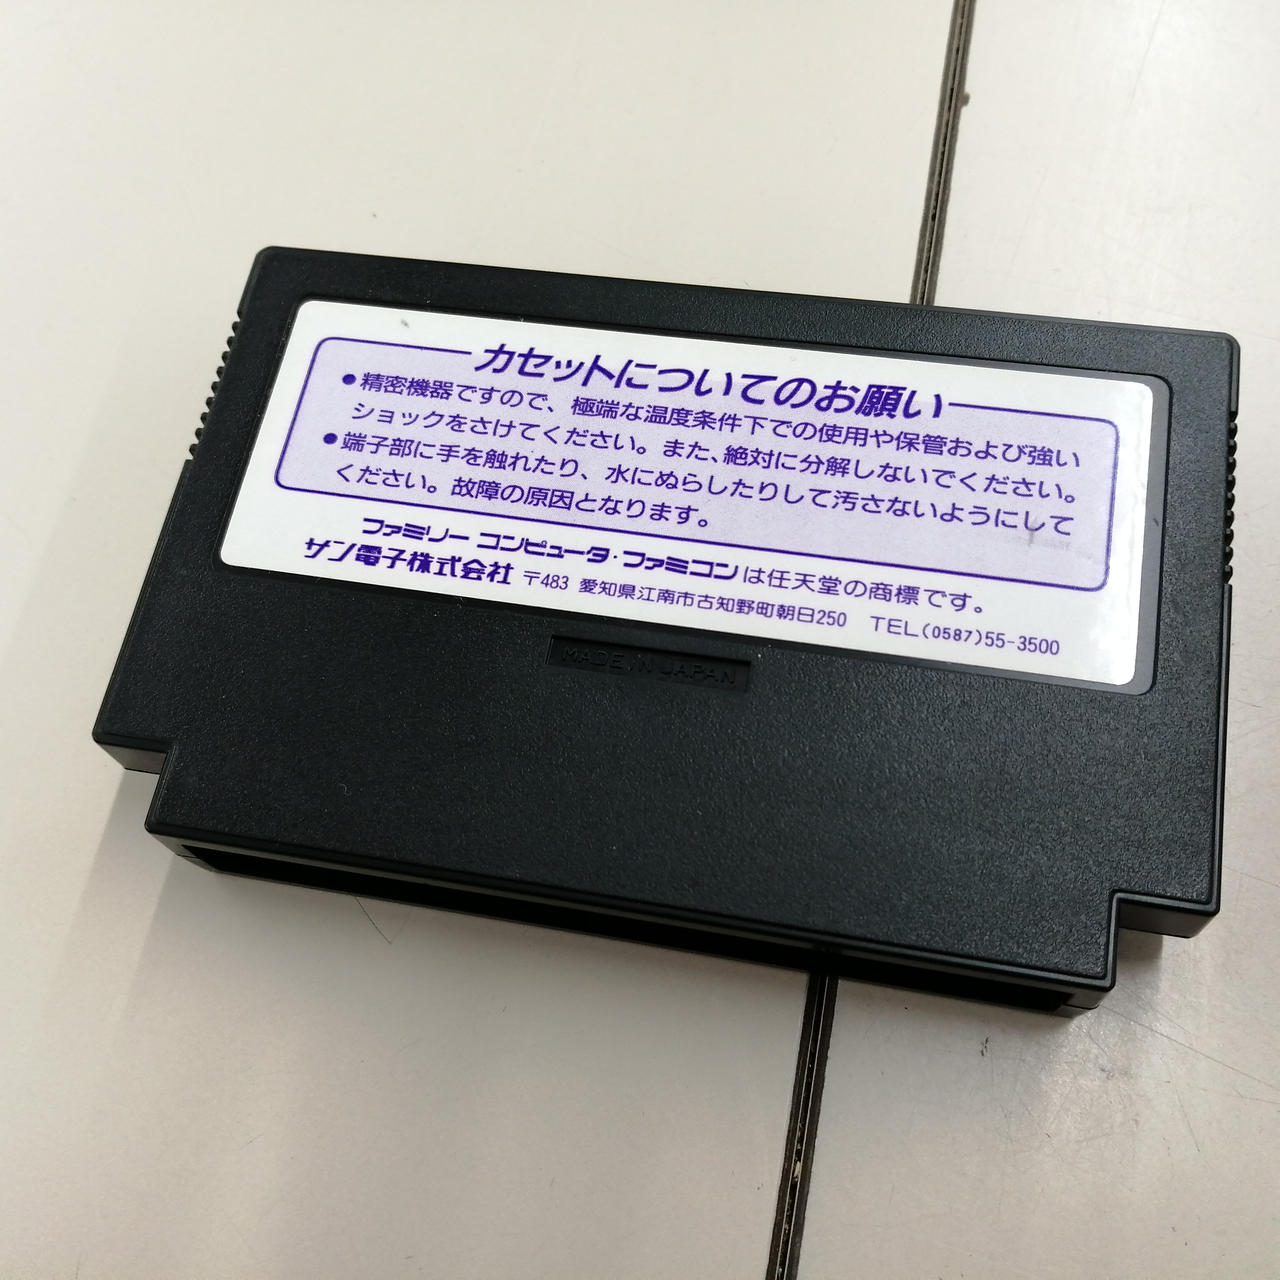 カセットについてのお願い
●精密機器ですので、極端な温度条件下での使用や保管および強い
ショックをさけてください。また、絶対に分解しないでください。
●端子部に手を触れたり、水にぬらしたりして汚さないようにして
ください。故障の原因となります。
ファミリー コンピュータ・ファミコンは任天堂の商標です。
サン電子株式会社 〒483 愛知県江南市古知野町朝日250 TEL(0587)55-3500
MADE IN JAPAN